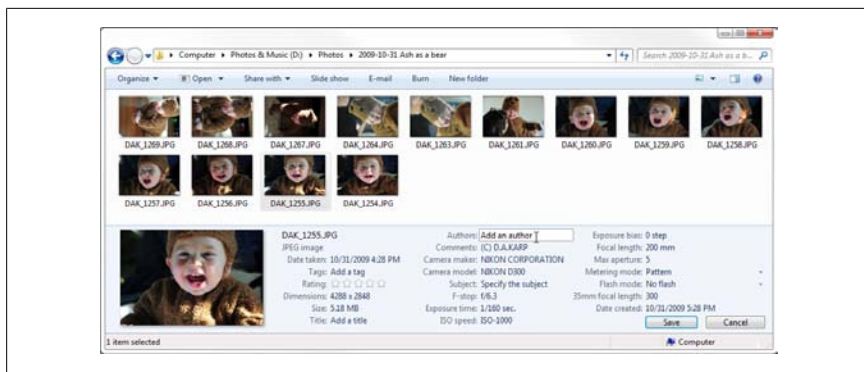 Computer ▸ Photos & Music (D:) ▸ Photos ▸ 2009-10-31 Ash as a bear
Search 2009-10-31 Ash as a b...
Organize Open Share with Slide show E-mail Burn New folder
DAK_1269.JPG DAK_1268.JPG DAK_1267.JPG DAK_1264.JPG DAK_1263.JPG DAK_1261.JPG DAK_1260.JPG DAK_1259.JPG DAK_1258.JPG
DAK_1257.JPG DAK_1256.JPG DAK_1255.JPG DAK_1254.JPG
DAK_1255.JPG
JPEG image
Date taken: 10/31/2009 4:28 PM
Tags: Add a tag
Rating:
Dimensions: 4288 x 2848
Size: 5.18 MB
Title: Add a title
Authors: Add an author
Comments: (C) D.A.KARP
Camera maker: NIKON CORPORATION
Camera model: NIKON D300
Subject: Specify the subject
F-stop: f/6.3
Exposure time: 1/160 sec.
ISO speed: ISO-1000
Exposure bias: 0 step
Focal length: 200 mm
Max aperture: 5
Metering mode: Pattern
Flash mode: No flash
35mm focal length: 300
Date created: 10/31/2009 5:28 PM
Save Cancel
1 item selected
Computer